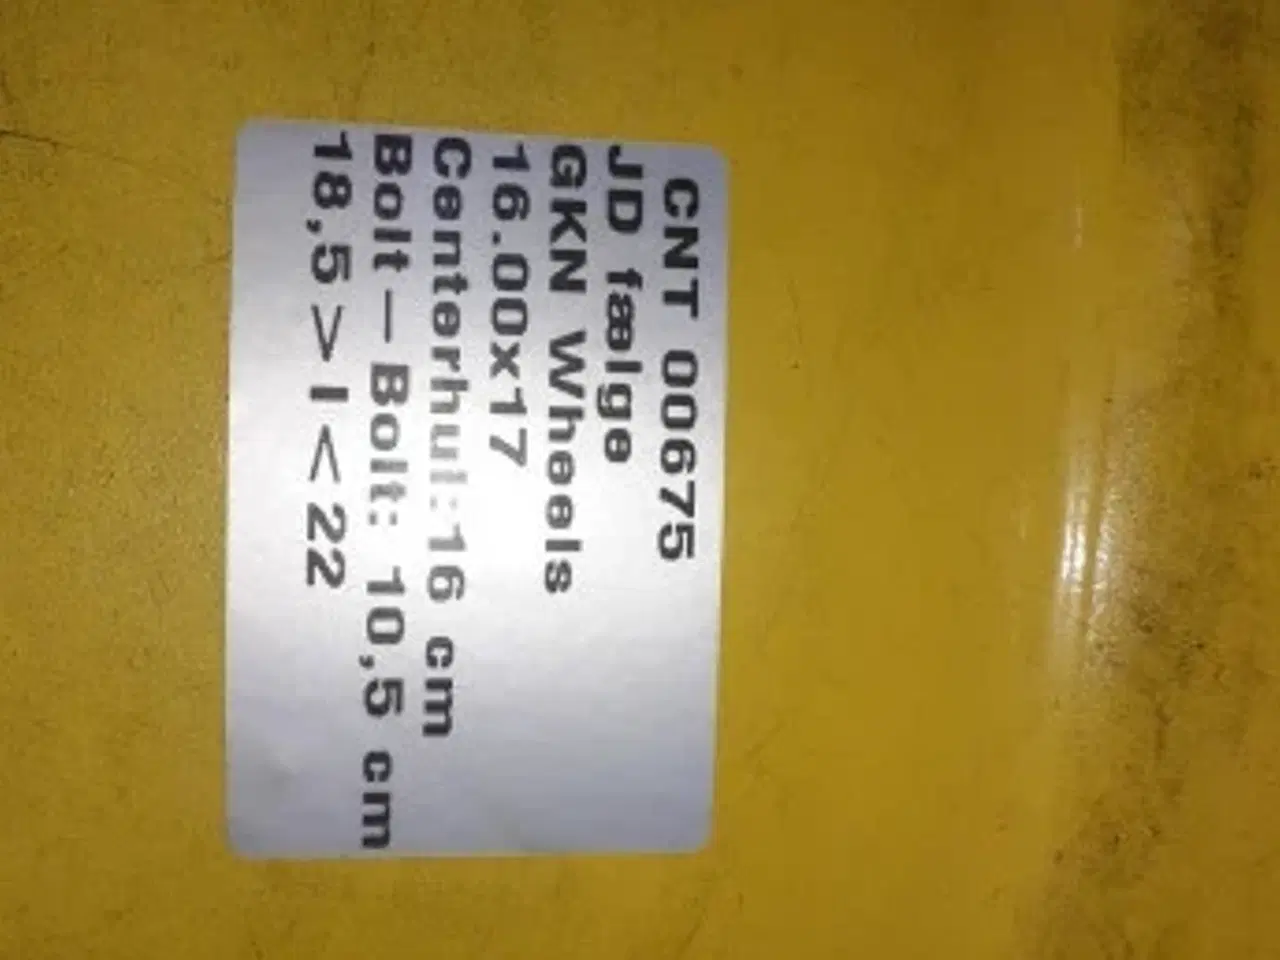 CNT 00675
JD fælge
GKN Wheels
16.00x17
Centerhul:16 cm
Bolt – Bolt: 10,5 cm
18,5 > I < 22